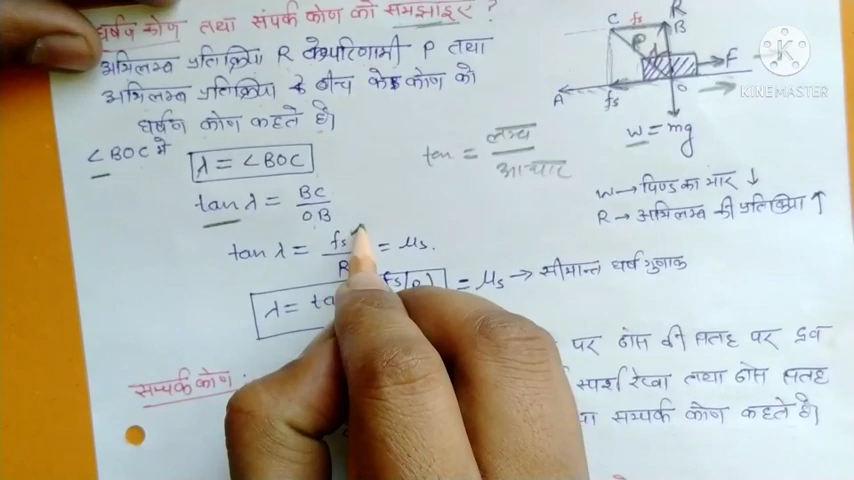 घर्षण कोण तथा संपर्क कोण को समझाइए ?
अभिलम्ब प्रतिक्रिया R के परिणामी P तथा
अभिलम्ब प्रतिक्रिया के बीच के कोण को
घर्षण कोण कहते है।
∠BOC मे
λ = ∠BOC
tan λ = BC / OB
tan λ = fs / R = μs.
λ = ta
= μs → सीमान्त घर्ष गुणाक
tan = लम्ब / आधार
C fs R
B
P λ
F
A fs O
W = mg
KINEMASTER
W → पिण्ड का भार ↓
R → अभिलम्ब की प्रतिक्रिया ↑
सम्पर्क कोण :
पर ठोस की सतह पर द्रव
स्पर्श रेखा तथा ठोस सतह
सम्पर्क कोण कहते है।